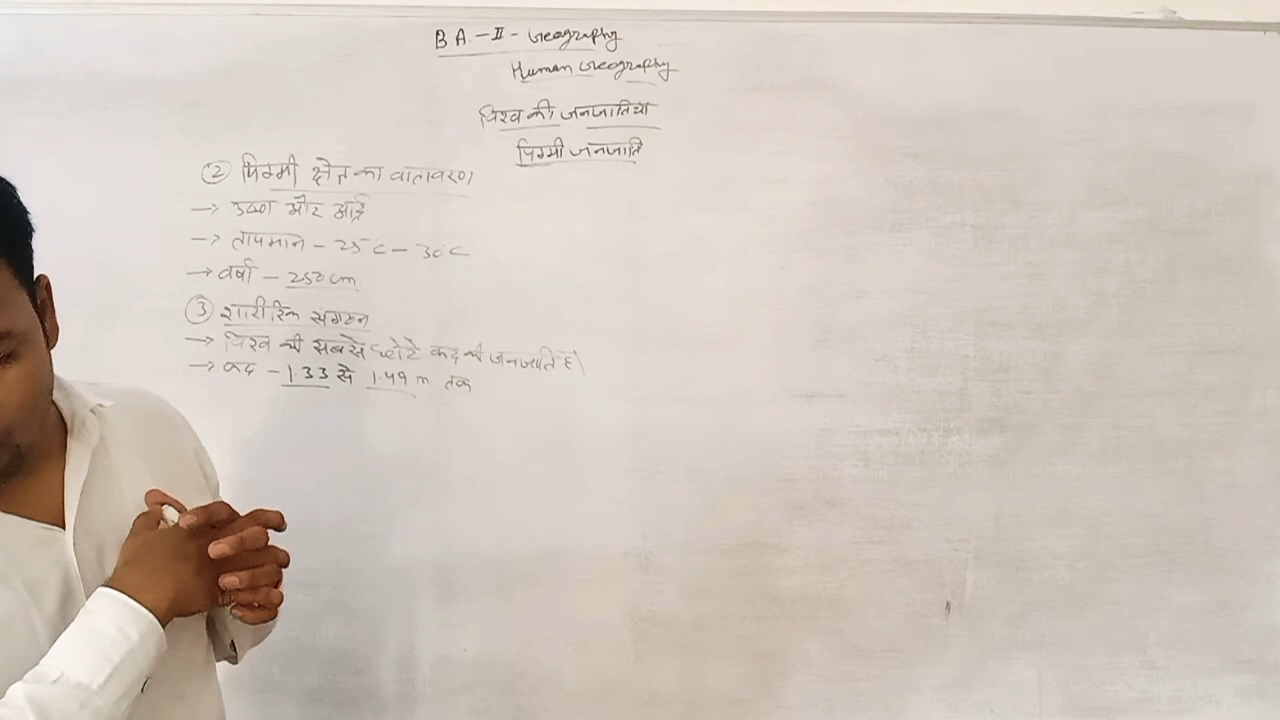 B A. - II - Geography
Human Geography
विश्व की जनजातियाँ
पिग्मी जनजाति
② पिग्मी क्षेत्र का वातावरण
→ उष्ण और आर्द्र
→ तापमान - 25°C - 30°C
→ वर्षा - 250 cm
③ शारीरिक संगठन
→ विश्व की सबसे छोटे कद की जनजाति है।
→ कद - 1.33 से 1.49 m तक